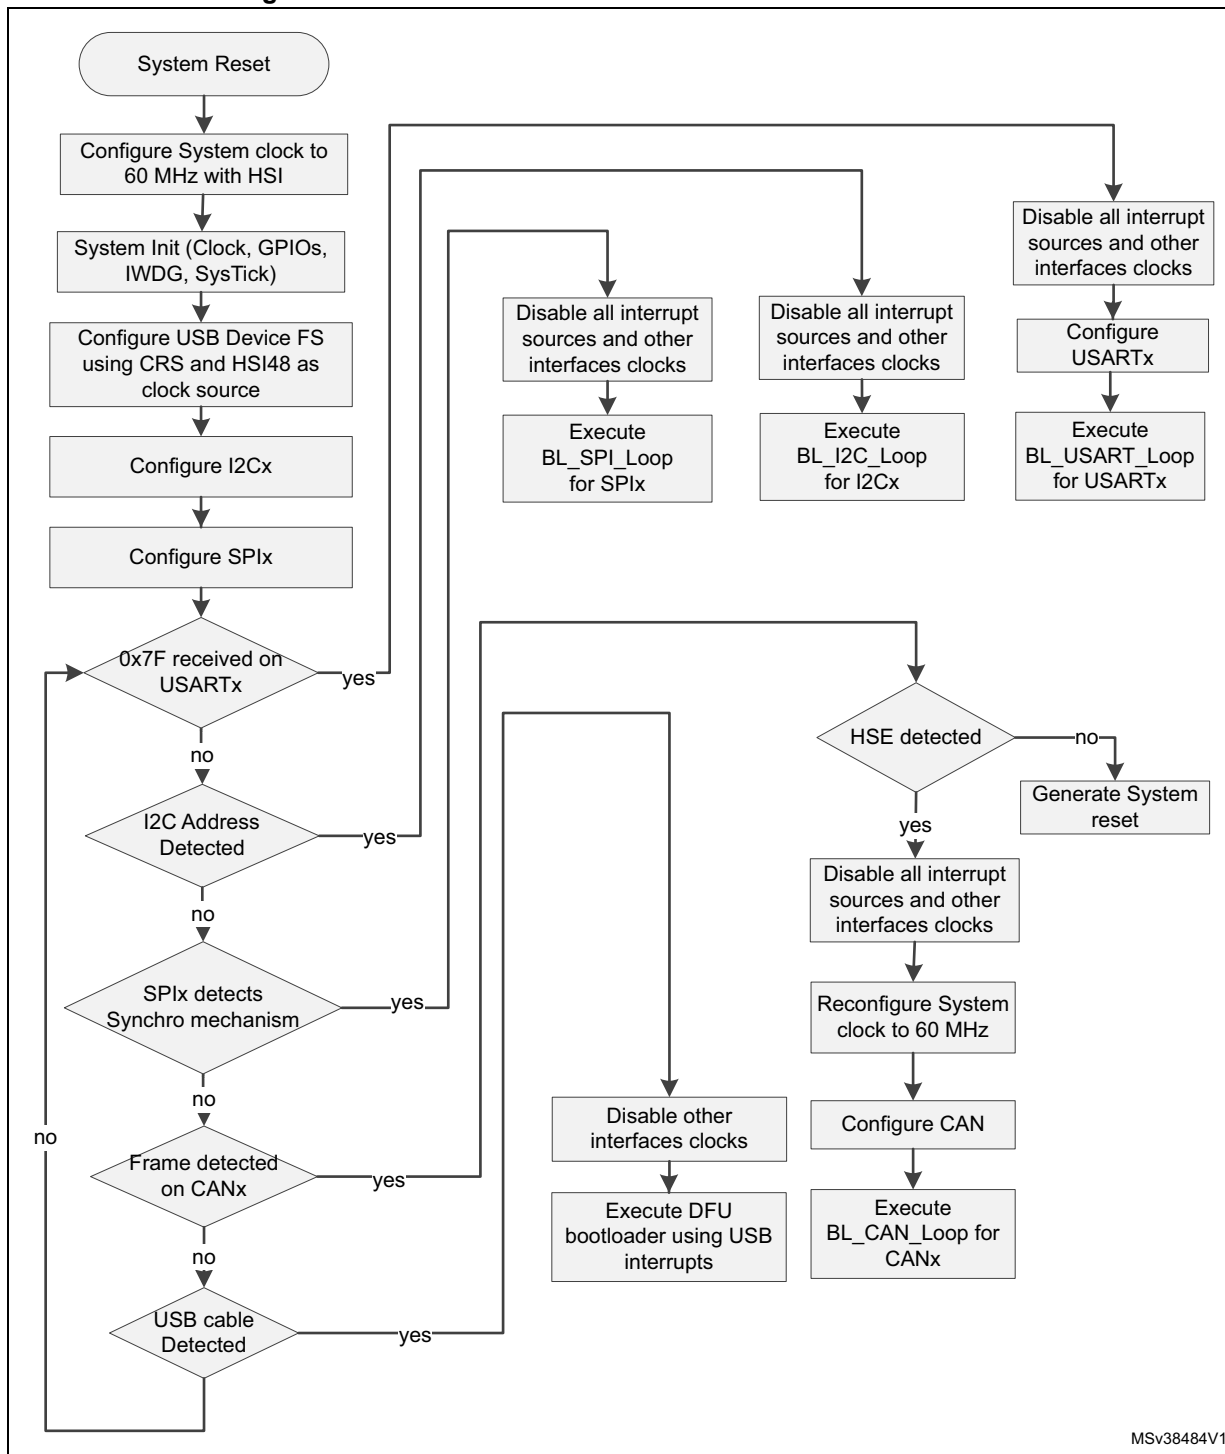 System Reset
Configure System clock to
60 MHz with HSI
System Init (Clock, GPIOs,
IWDG, SysTick)
Configure USB Device FS
using CRS and HSI48 as
clock source
Configure I2Cx
Configure SPIx
0x7F received on
USARTx
yes
no
I2C Address
Detected
yes
no
SPIx detects
Synchro mechanism
yes
no
Frame detected
on CANx
yes
no
USB cable
Detected
yes
no
Disable all interrupt
sources and other
interfaces clocks
Execute
BL_SPI_Loop
for SPIx
Disable all interrupt
sources and other
interfaces clocks
Execute
BL_I2C_Loop
for I2Cx
Disable all interrupt
sources and other
interfaces clocks
Configure
USARTx
Execute
BL_USART_Loop
for USARTx
HSE detected
no
Generate System
reset
yes
Disable all interrupt
sources and other
interfaces clocks
Reconfigure System
clock to 60 MHz
Configure CAN
Execute
BL_CAN_Loop for
CANx
Disable other
interfaces clocks
Execute DFU
bootloader using USB
interrupts
MSv38484V1